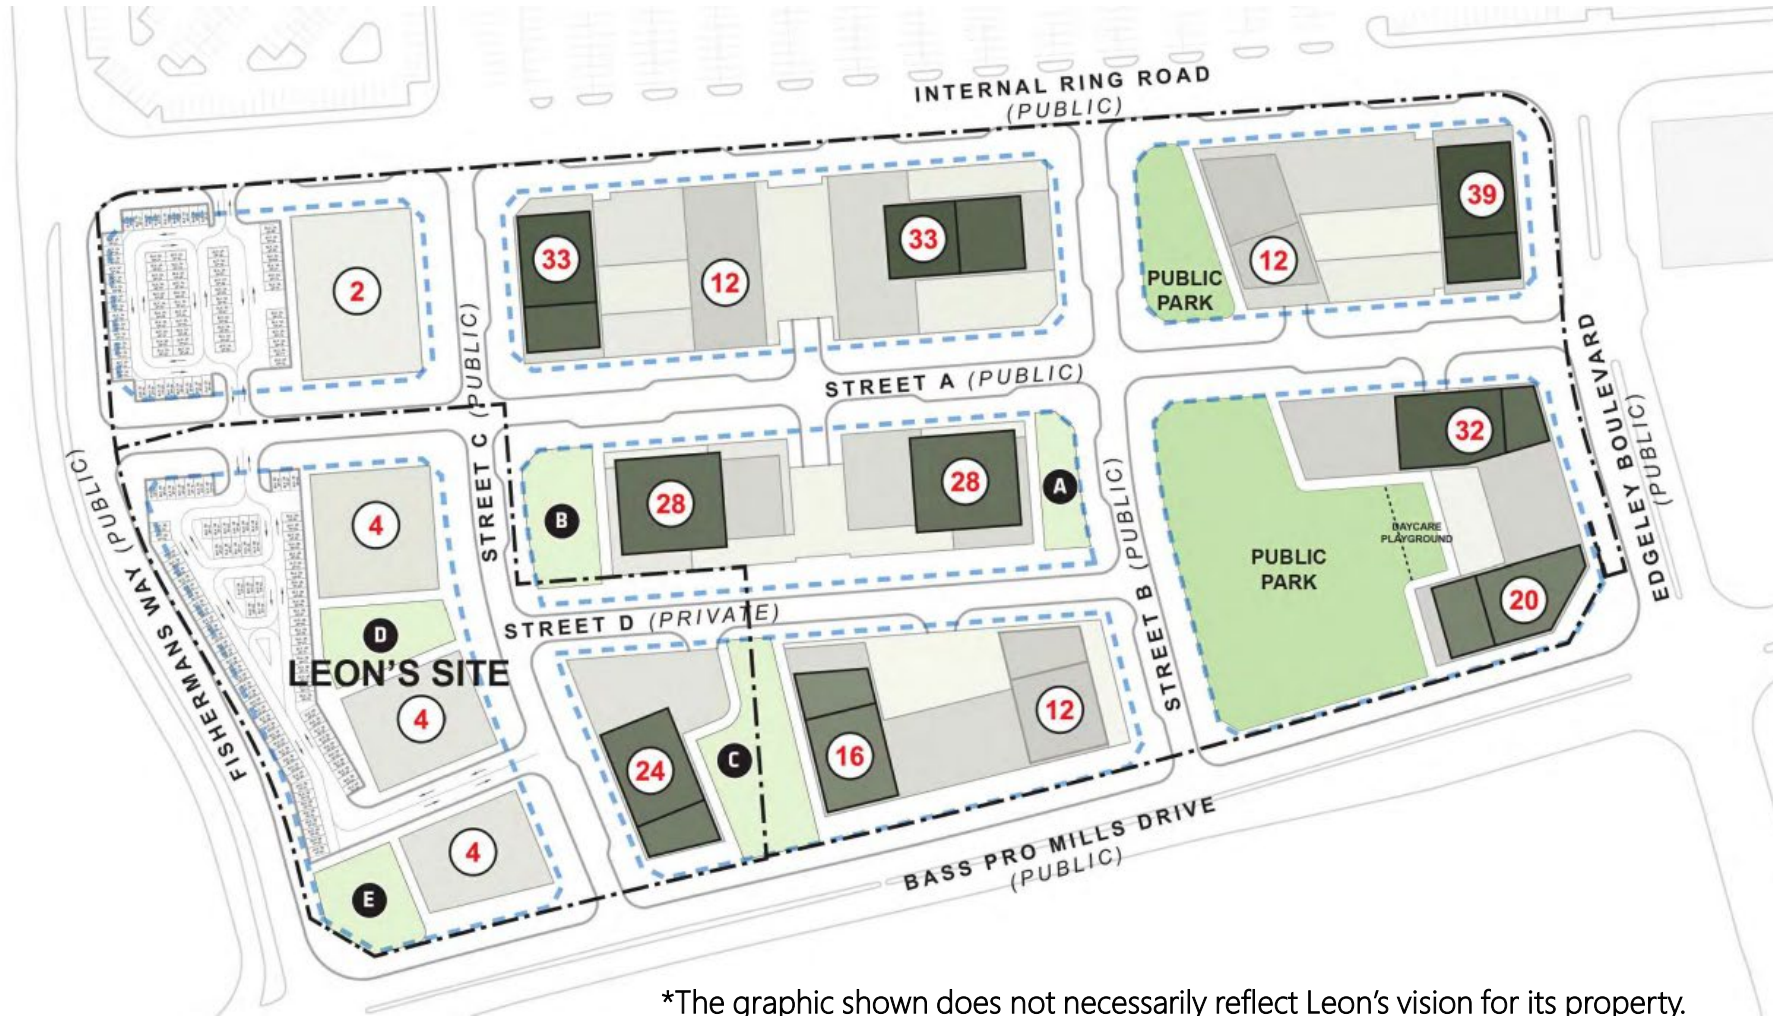 INTERNAL RING ROAD
(PUBLIC)
39
33
33
12
12
2
PUBLIC
PARK
STREET A (PUBLIC)
STREET C (PUBLIC)
EDGELEY BOULEVARD
(PUBLIC)
32
28
28
A
B
4
DAYCARE
PLAYGROUND
PUBLIC
PARK
20
STREET B (PUBLIC)
STREET D (PRIVATE)
FISHERMANS WAY (PUBLIC)
D
LEON'S SITE
4
24
C
16
12
4
E
BASS PRO MILLS DRIVE
(PUBLIC)
*The graphic shown does not necessarily reflect Leon's vision for its property.